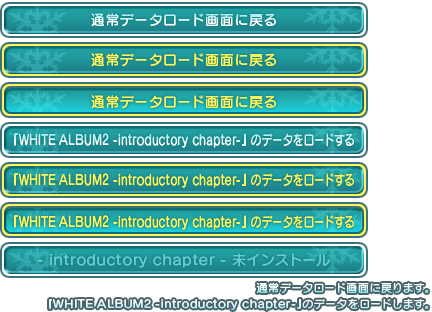 通常データロード画面に戻る
通常データロード画面に戻る
通常データロード画面に戻る
『WHITE ALBUM2 -introductory chapter-』のデータをロードする
『WHITE ALBUM2 -introductory chapter-』のデータをロードする
『WHITE ALBUM2 -introductory chapter-』のデータをロードする
- introductory chapter - 未インストール
通常データロード画面に戻ります。
『WHITE ALBUM2 -introductory chapter-』のデータをロードします。